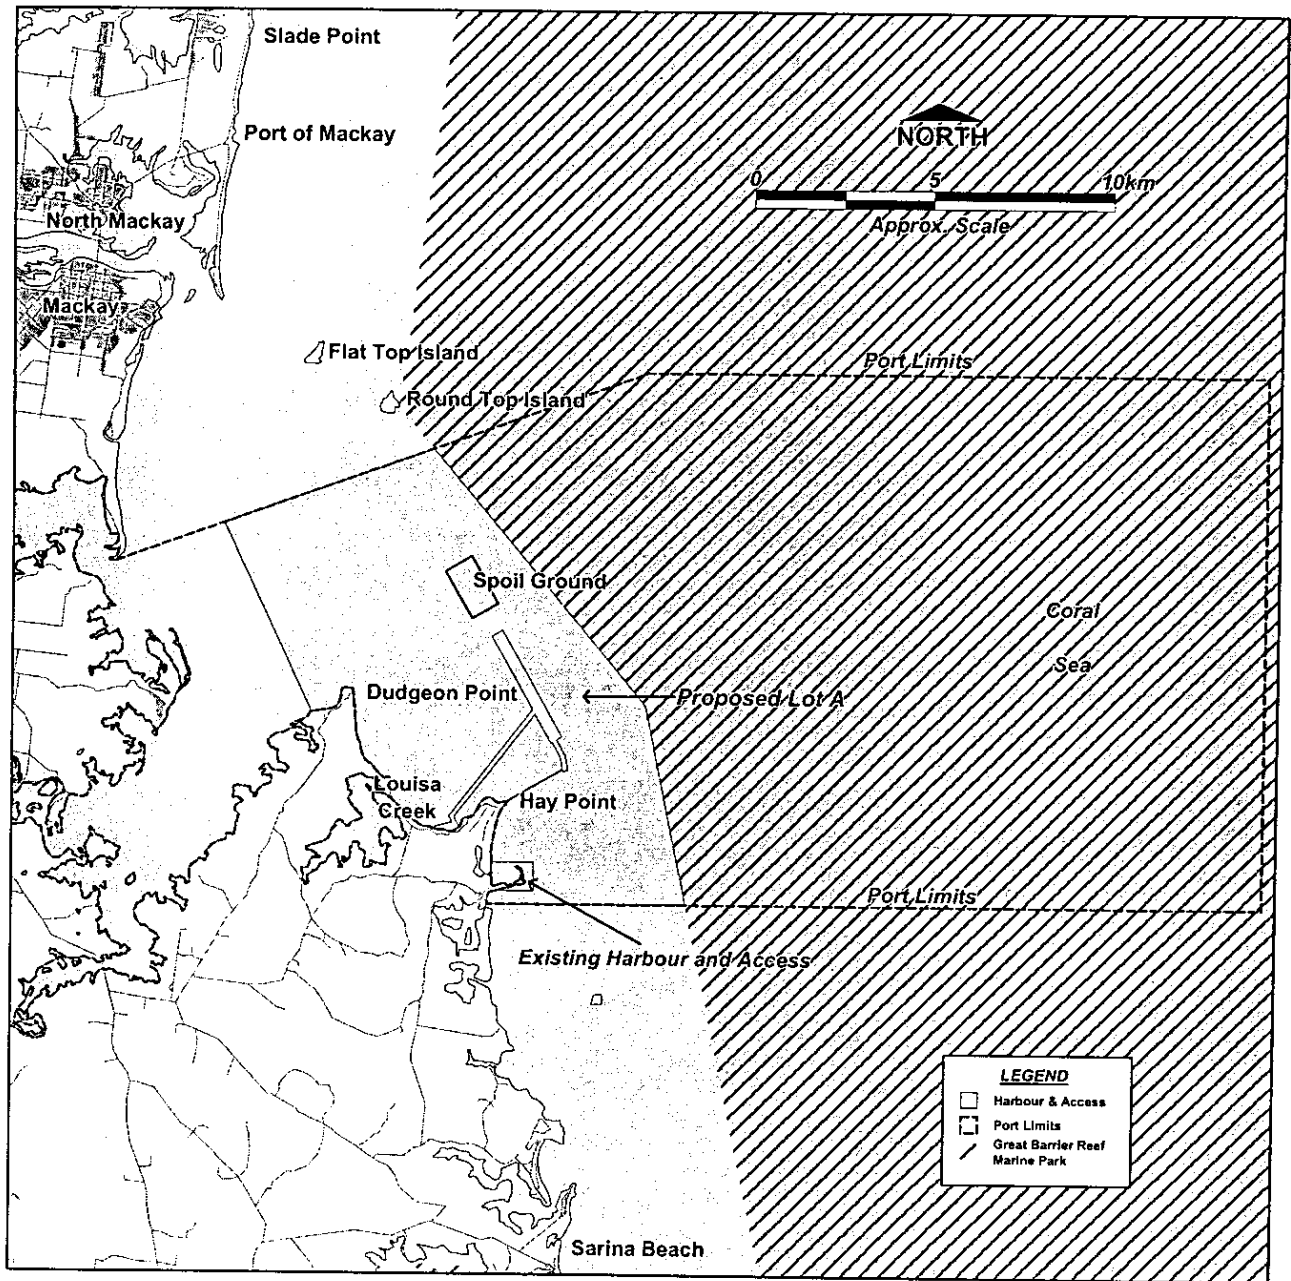 Slade Point
Port of Mackay
NORTH
0 5 10km
Approx. Scale
North Mackay
Mackay
Flat Top Island
Port Limits
Round Top Island
Spoil Ground
Coral
Sea
Dudgeon Point
Proposed Lot A
Louisa
Creek
Hay Point
Port Limits
Existing Harbour and Access
LEGEND
Harbour & Access
Port Limits
Great Barrier Reef
Marine Park
Sarina Beach